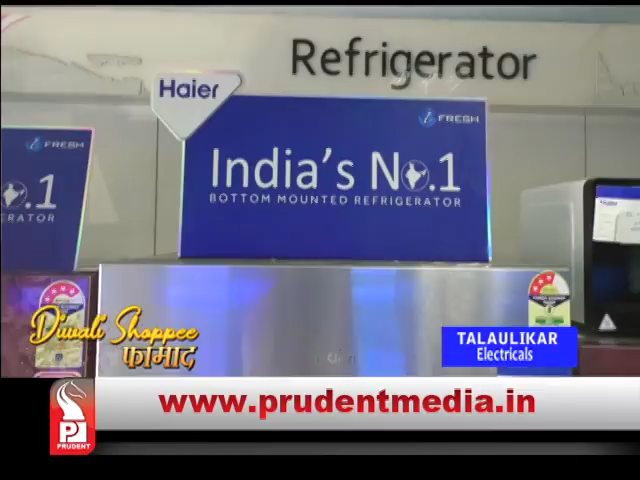 Refrigerator
Haier
FRESH
India's No.1
BOTTOM MOUNTED REFRIGERATOR
FRESH
.1
ERATOR
Diwali Shoppee
फामाद
TALAULIKAR
Electricals
www.prudentmedia.in
PRUDENT